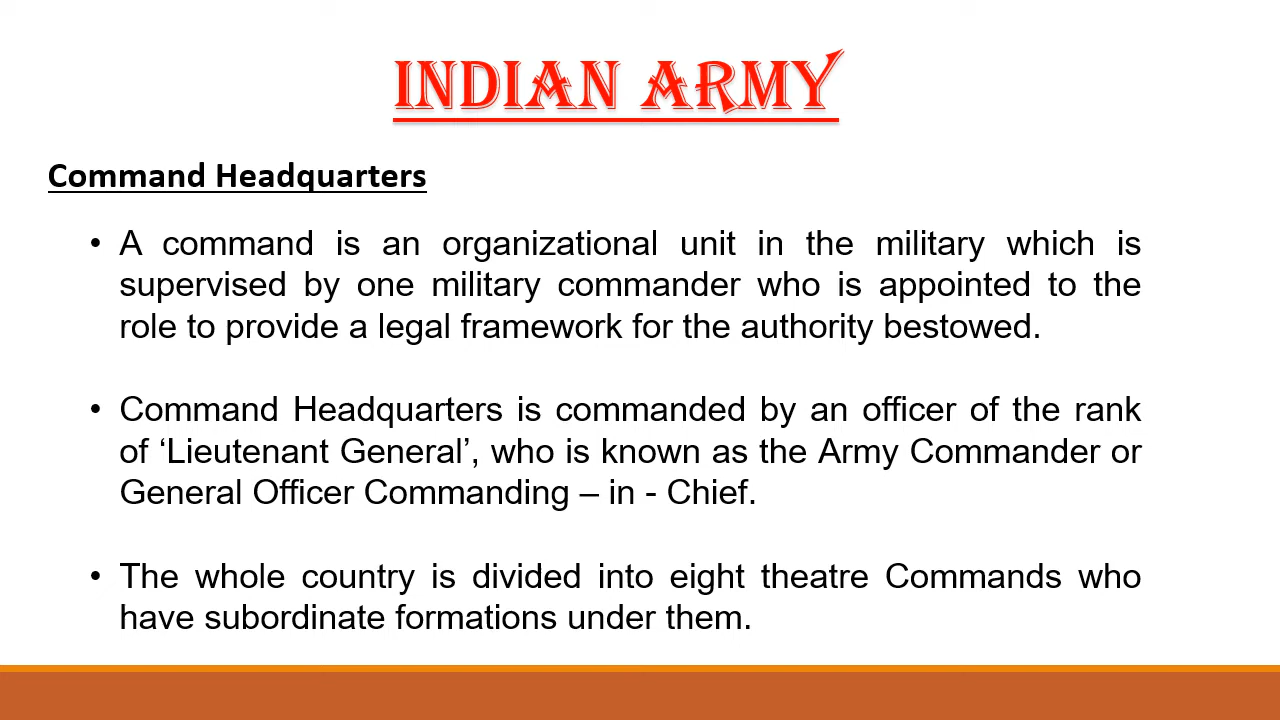 INDIAN ARMY
Command Headquarters
• A command is an organizational unit in the military which is
supervised by one military commander who is appointed to the
role to provide a legal framework for the authority bestowed.
• Command Headquarters is commanded by an officer of the rank
of ‘Lieutenant General’, who is known as the Army Commander or
General Officer Commanding – in - Chief.
• The whole country is divided into eight theatre Commands who
have subordinate formations under them.